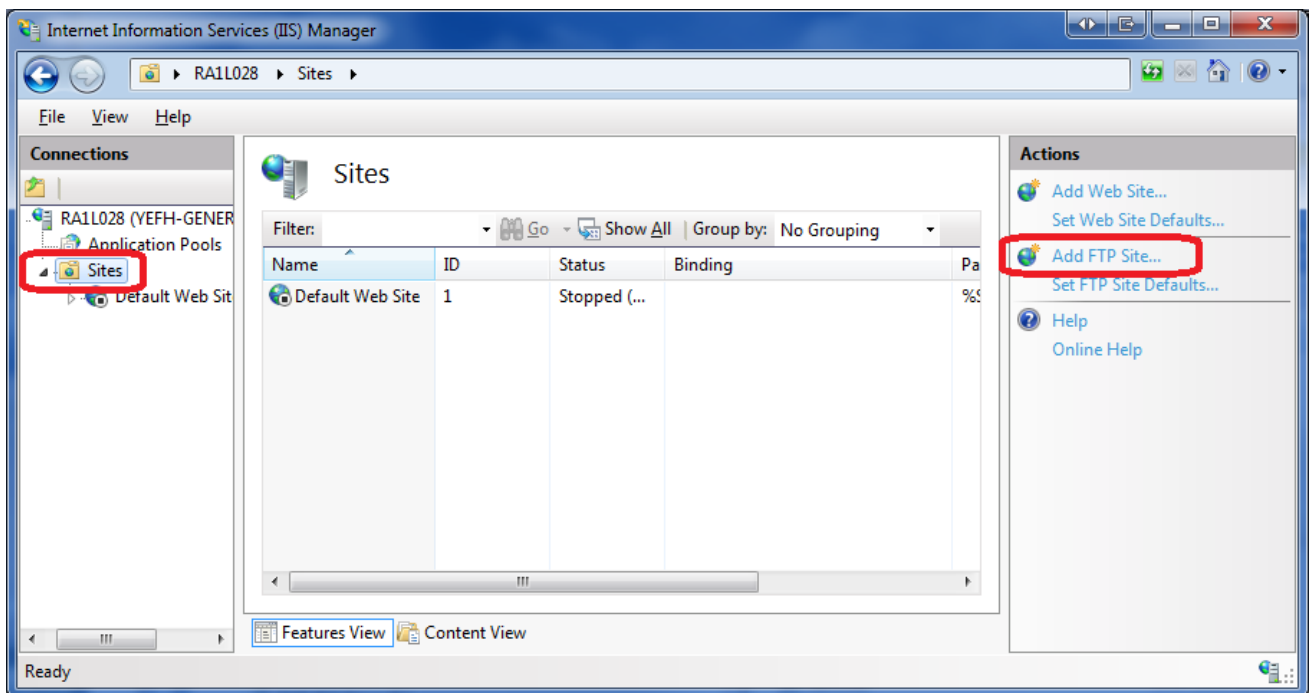 Internet Information Services (IIS) Manager
RA1L028 Sites
File View Help
Connections
RA1L028 (YEFH-GENER
Application Pools
Sites
Default Web Sit
Sites
Filter: Go Show All Group by: No Grouping
Name ID Status Binding Pa
Default Web Site 1 Stopped (... %S
Features View Content View
Actions
Add Web Site...
Set Web Site Defaults...
Add FTP Site...
Set FTP Site Defaults...
Help
Online Help
Ready